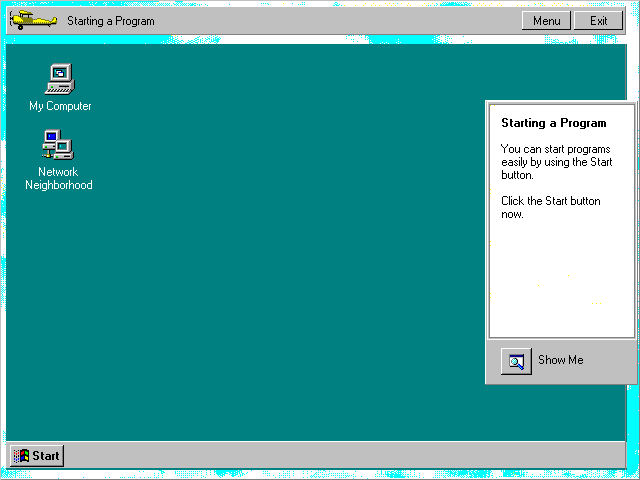 Starting a Program
Menu
Exit
My Computer
Network
Neighborhood
Starting a Program
You can start programs
easily by using the Start
button.
Click the Start button
now.
Show Me
Start